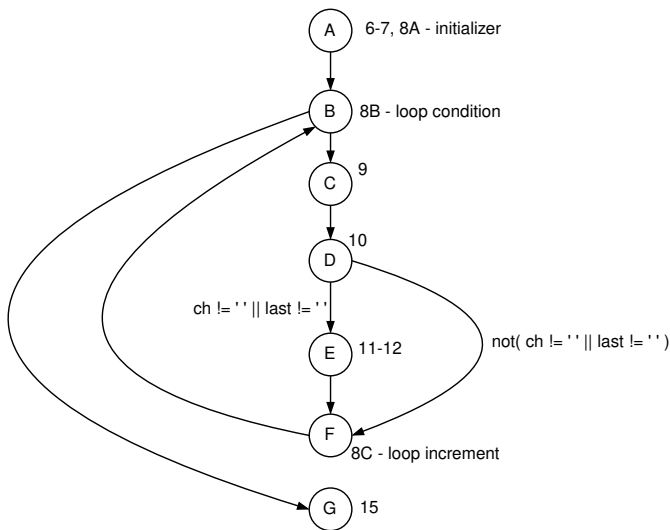 A 6-7, 8A - initializer
B 8B - loop condition
C 9
D 10
ch != ' ' || last != ' '
not( ch != ' ' || last != ' ' )
E 11-12
F 8C - loop increment
G 15